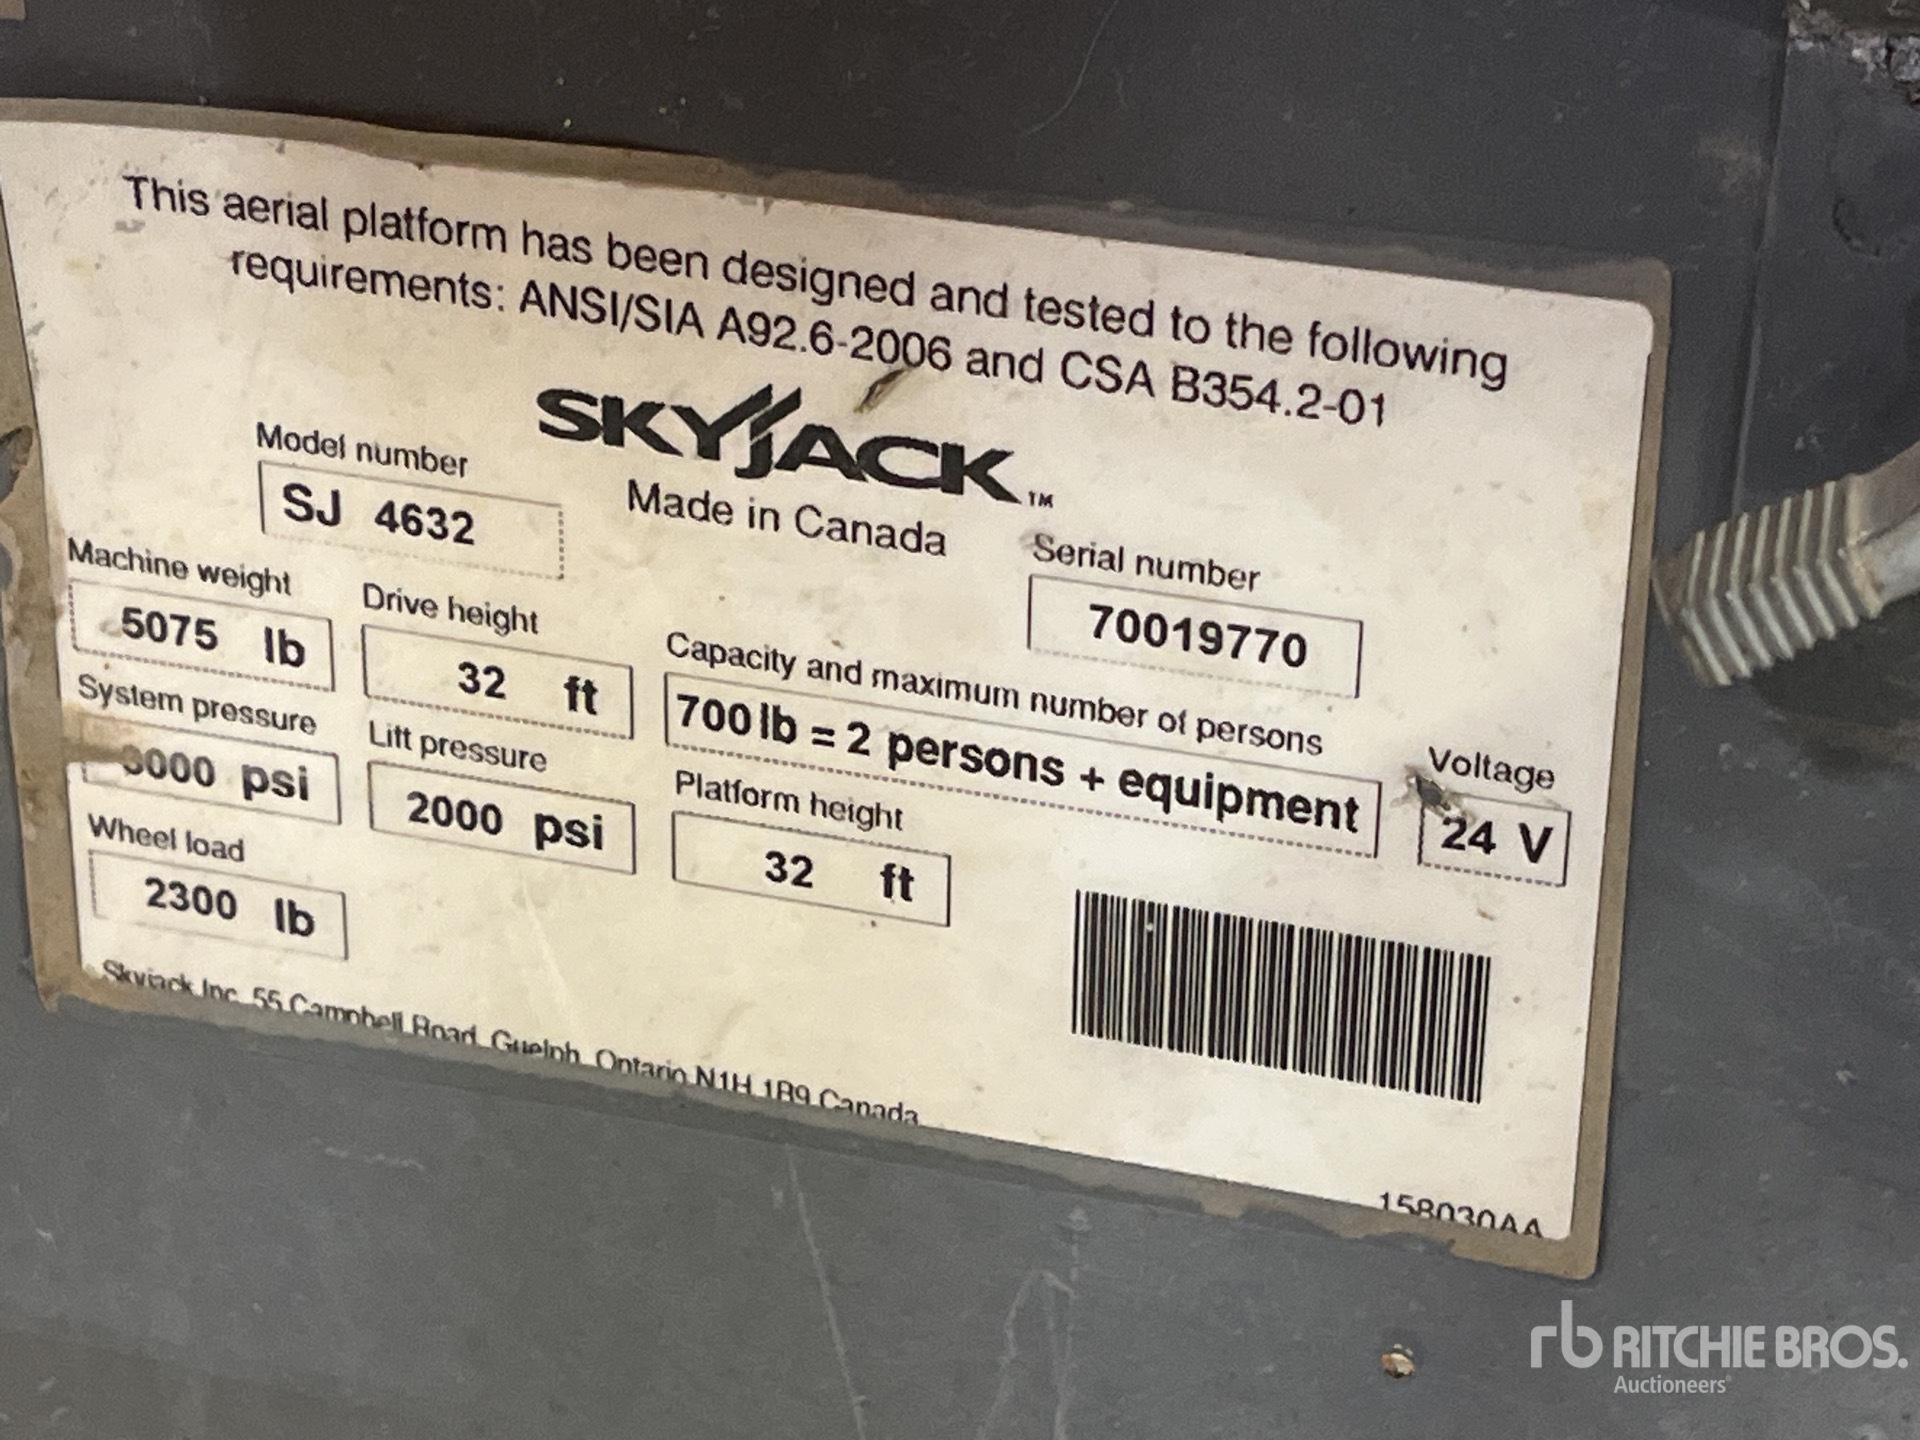 This aerial platform has been designed and tested to the following
requirements: ANSI/SIA A92.6-2006 and CSA B354.2-01
SKYJACK™
Made in Canada
Model number
SJ 4632
Serial number
70019770
Machine weight
5075 lb
Drive height
32 ft
Capacity and maximum number of persons
700 lb = 2 persons + equipment
Voltage
24 V
System pressure
3000 psi
Lift pressure
2000 psi
Platform height
32 ft
Wheel load
2300 lb
Skyjack Inc. 55 Campbell Road, Guelph, Ontario N1H 1B9 Canada
158030AA
rb RITCHIE BROS.
Auctioneers